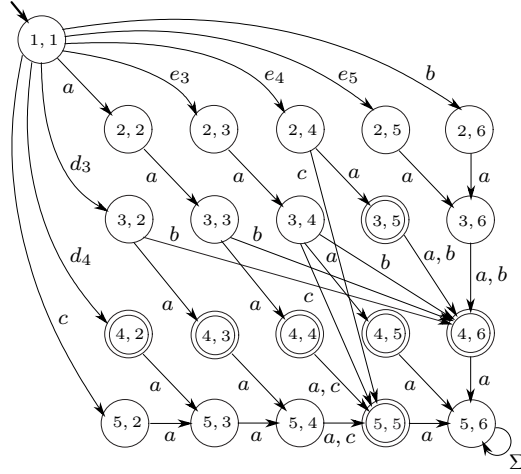 1, 1
a e₃ e₄ e₅ b
2, 2 2, 3 2, 4 2, 5 2, 6
d₃ a a c a a a
3, 2 3, 3 3, 4 3, 5 3, 6
b b a b a, b a, b
d₄ a a c
4, 2 4, 3 4, 4 4, 5 4, 6
c a a a, c a a
5, 2 5, 3 5, 4 5, 5 5, 6
a a a, c a
Σ